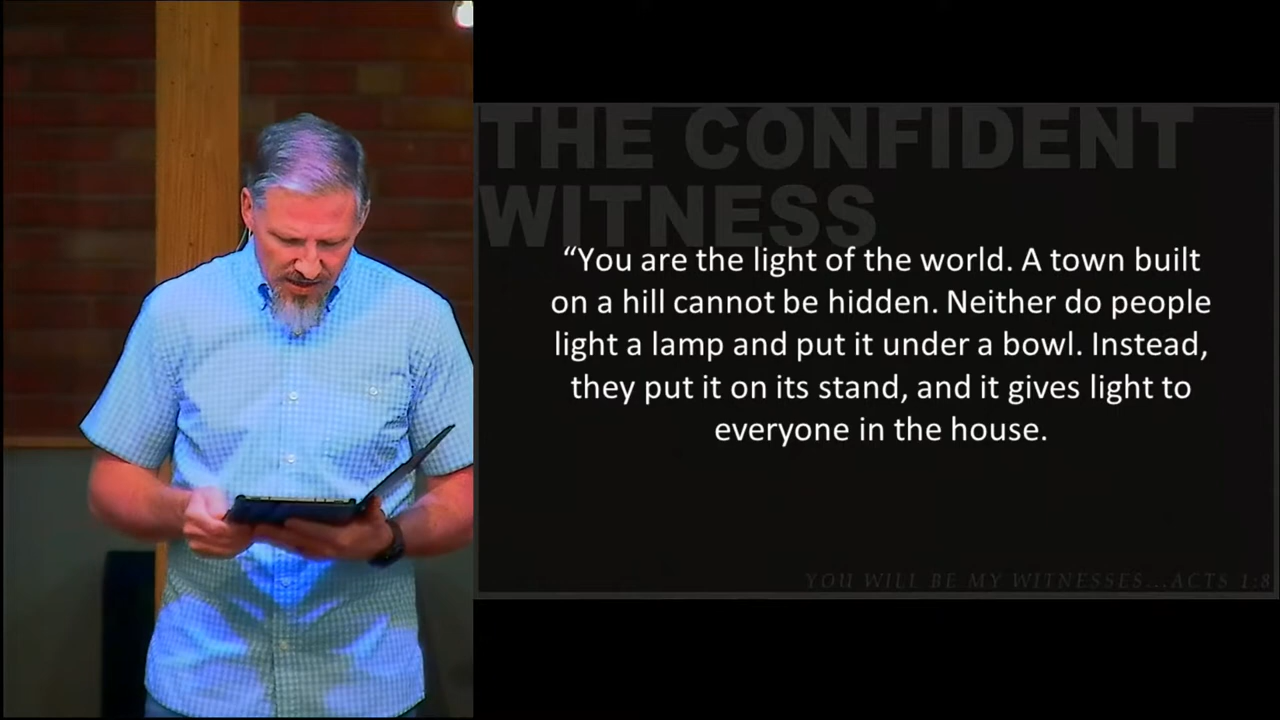 THE CONFIDENT
WITNESS
“You are the light of the world. A town built
on a hill cannot be hidden. Neither do people
light a lamp and put it under a bowl. Instead,
they put it on its stand, and it gives light to
everyone in the house.
YOU WILL BE MY WITNESSES...ACTS 1:8